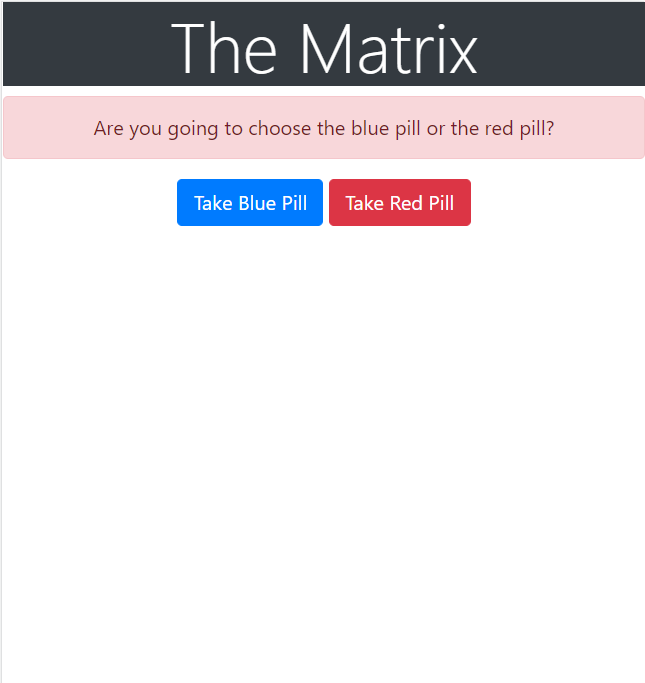 The Matrix
Are you going to choose the blue pill or the red pill?
Take Blue Pill Take Red Pill